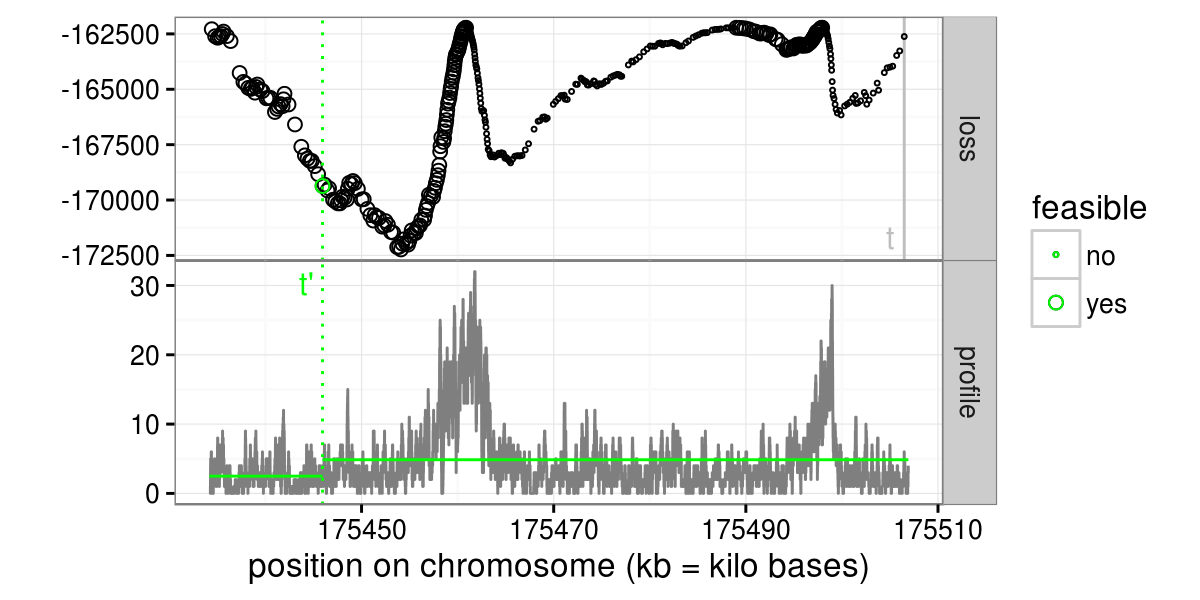 -162500
-165000
-167500
-170000
-172500
loss
t
t'
30
20
10
0
profile
175450
175470
175490
175510
position on chromosome (kb = kilo bases)
feasible
no
yes